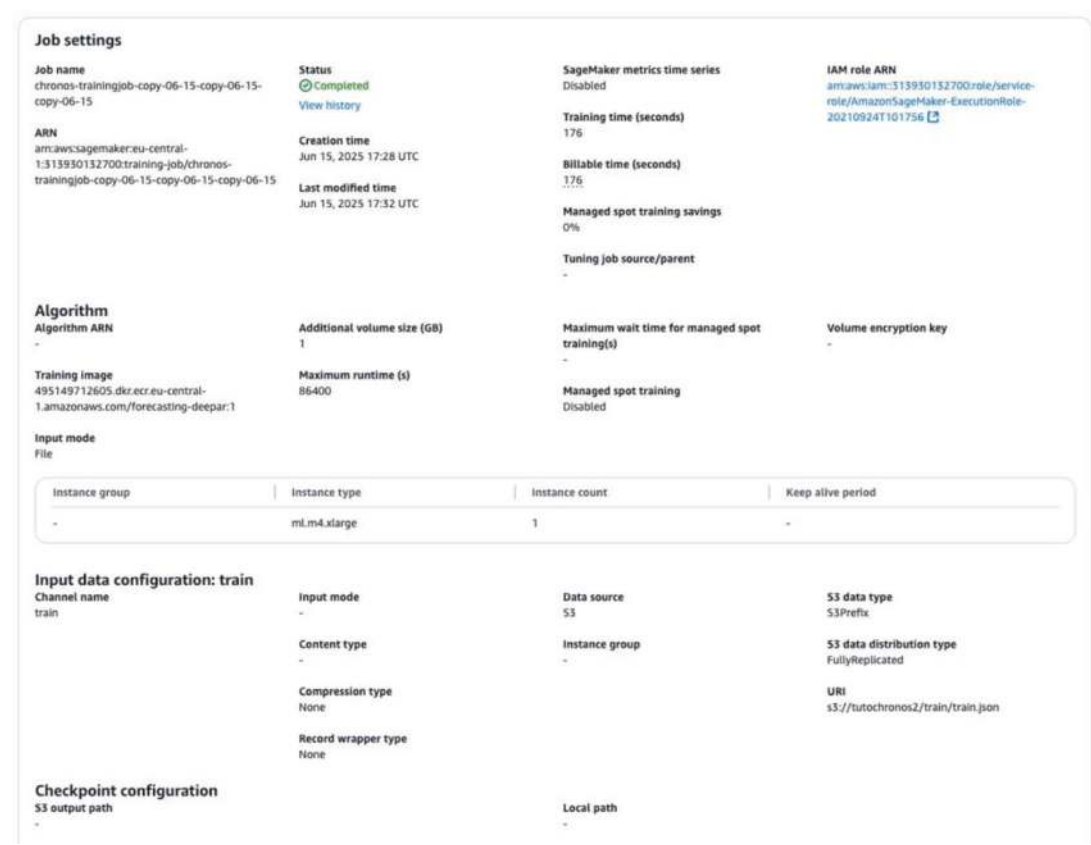 Job settings
Job name
chronos-trainingjob-copy-06-15-copy-06-15-
copy-06-15
ARN
arn:aws:sagemaker:eu-central-
1:313930132700:training-job/chronos-
trainingjob-copy-06-15-copy-06-15-copy-06-15
Status
Completed
View history
Creation time
Jun 15, 2025 17:28 UTC
Last modified time
Jun 15, 2025 17:32 UTC
SageMaker metrics time series
Disabled
Training time (seconds)
176
Billable time (seconds)
176
Managed spot training savings
0%
Tuning job source/parent
-
IAM role ARN
arn:aws:iam::313930132700:role/service-
role/AmazonSageMaker-ExecutionRole-
20210924T101756
Algorithm
Algorithm ARN
-
Training image
495149712605.dkr.ecr.eu-central-
1.amazonaws.com/forecasting-deepar:1
Input mode
File
Additional volume size (GB)
1
Maximum runtime (s)
86400
Maximum wait time for managed spot
training(s)
-
Managed spot training
Disabled
Volume encryption key
-
Instance group Instance type Instance count Keep alive period
- ml.m4.xlarge 1 -
Input data configuration: train
Channel name
train
Input mode
-
Content type
-
Compression type
None
Record wrapper type
None
Data source
S3
Instance group
-
S3 data type
S3Prefix
S3 data distribution type
FullyReplicated
URI
s3://tutochronos2/train/train.json
Checkpoint configuration
S3 output path
-
Local path
-